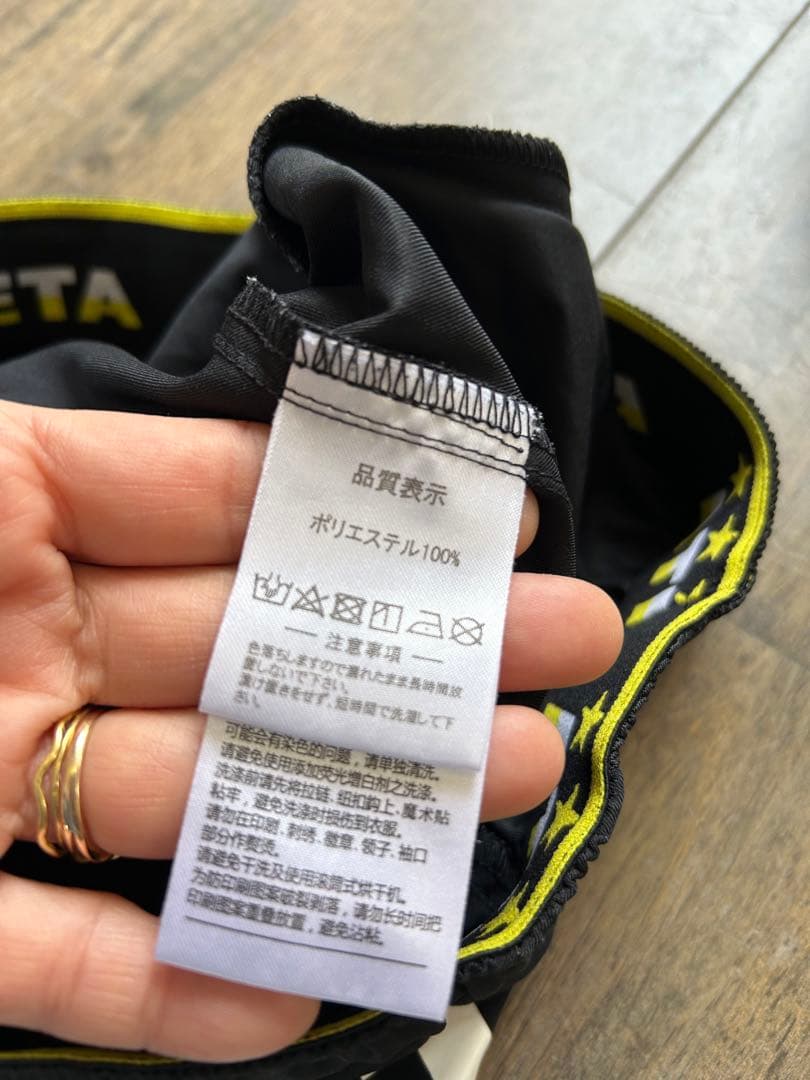 ETA
品質表示
ポリエステル100%
注意事項
色落ちしますので濡れたまま長時間放
置しないで下さい。
漬け置きをせず、短時間で洗濯して下
さい。
可能会有染色的问题，请单独清洗。
请避免使用添加荧光增白剂之洗涤。
洗涤前请先将拉链、纽扣钩上、魔术贴
粘牢，避免洗涤时损伤到衣服。
请勿在印刷、刺绣、徽章、领子、袖口
部分作熨烫。
请避免干洗及使用滚筒式烘干机。
为防印刷图案破裂剥落，请勿长时间把
印刷图案重叠放置，避免沾粘。